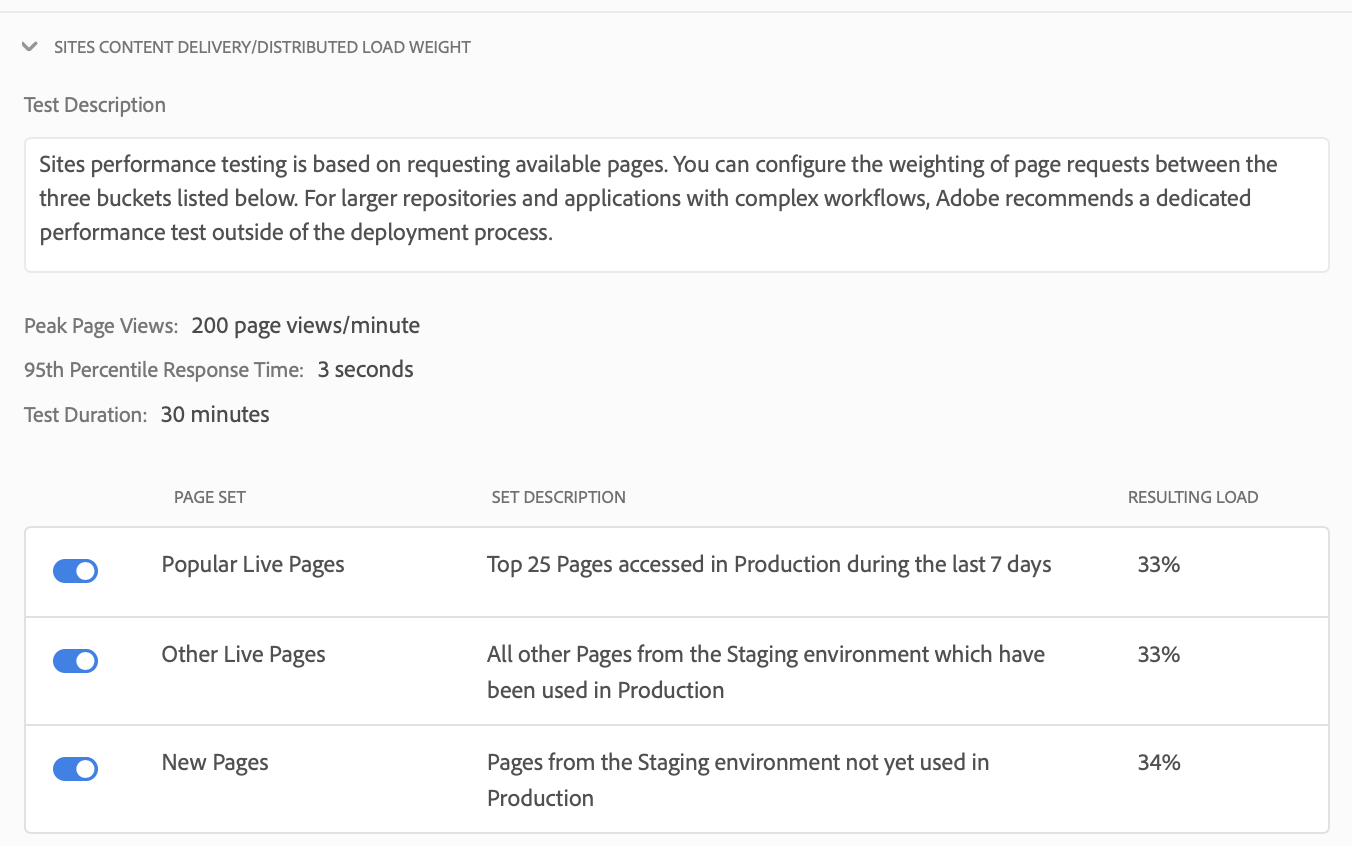 SITES CONTENT DELIVERY/DISTRIBUTED LOAD WEIGHT
Test Description
Sites performance testing is based on requesting available pages. You can configure the weighting of page requests between the
three buckets listed below. For larger repositories and applications with complex workflows, Adobe recommends a dedicated
performance test outside of the deployment process.
Peak Page Views: 200 page views/minute
95th Percentile Response Time: 3 seconds
Test Duration: 30 minutes
PAGE SET SET DESCRIPTION RESULTING LOAD
Popular Live Pages Top 25 Pages accessed in Production during the last 7 days 33%
Other Live Pages All other Pages from the Staging environment which have 33%
been used in Production
New Pages Pages from the Staging environment not yet used in 34%
Production